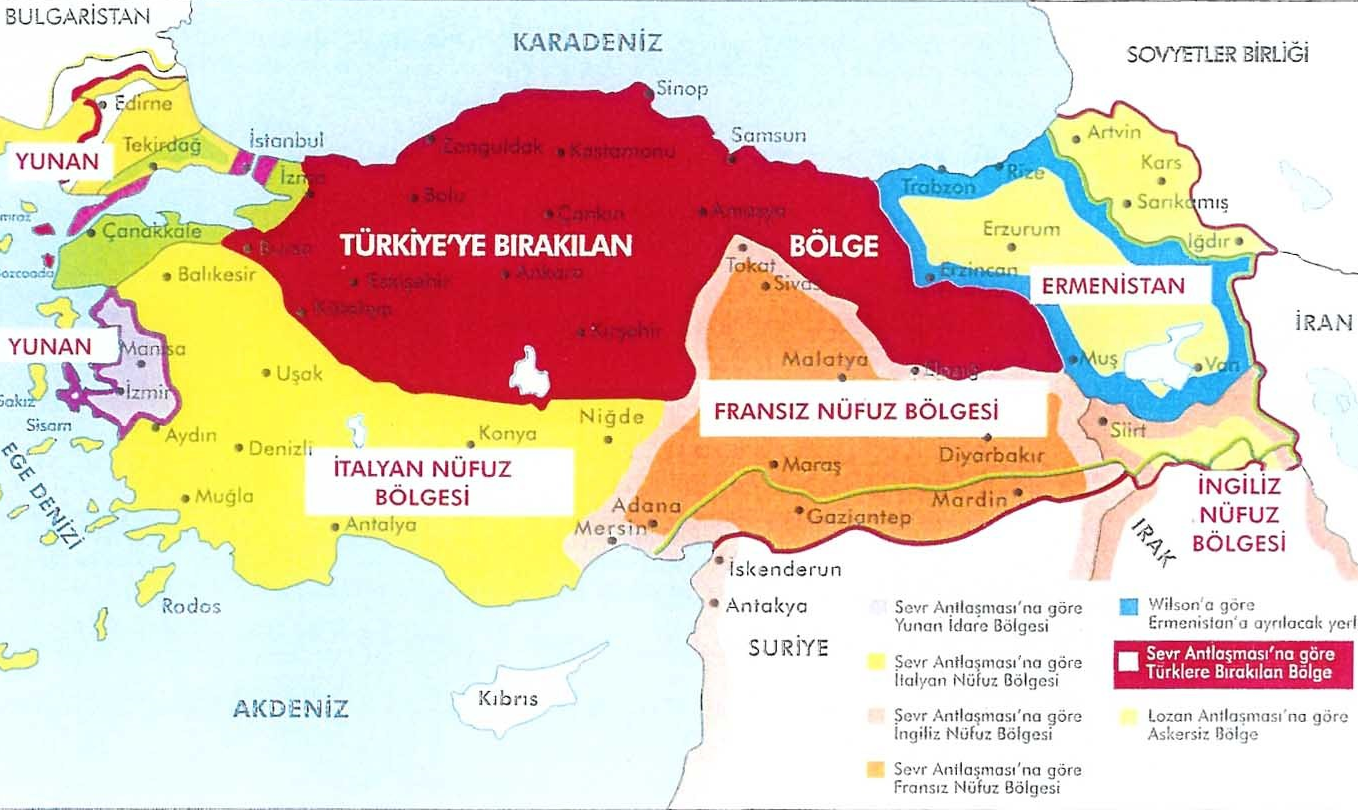 BULGARİSTAN
KARADENİZ
SOVYETLER BİRLİĞİ
Sinop
Edirne
Artvin
Tekirdağ
İstanbul
Samsun
Zonguldak
Kastamonu
Kars
YUNAN
İzmit
Rize
Trabzon
Bolu
Sarıkamış
Çankırı
Amasya
Çanakkale
Erzurum
Iğdır
Bursa
TÜRKİYE'YE BIRAKILAN
BÖLGE
Tokat
Bozcaada
Balıkesir
Eskişehir
Ankara
Sivas
Erzincan
ERMENİSTAN
Kütahya
İRAN
Kırşehir
YUNAN
Manisa
Malatya
Muş
Van
Uşak
Elazığ
İzmir
Sakız
Sisam
FRANSIZ NÜFUZ BÖLGESİ
Niğde
Siirt
Aydın
Denizli
Konya
Diyarbakır
EGE DENİZİ
İTALYAN NÜFUZ
BÖLGESİ
Maraş
Muğla
Mardin
İNGİLİZ
NÜFUZ
BÖLGESİ
Adana
Gaziantep
Antalya
Mersin
IRAK
İskenderun
Rodos
Antakya
SURİYE
Kıbrıs
AKDENİZ
Sevr Antlaşması'na göre
Yunan İdare Bölgesi
Sevr Antlaşması'na göre
İtalyan Nüfuz Bölgesi
Sevr Antlaşması'na göre
İngiliz Nüfuz Bölgesi
Sevr Antlaşması'na göre
Fransız Nüfuz Bölgesi
Wilson'a göre
Ermenistan'a ayrılacak yerl
Sevr Antlaşması'na göre
Türklere Bırakılan Bölge
Lozan Antlaşması'na göre
Askersiz Bölge